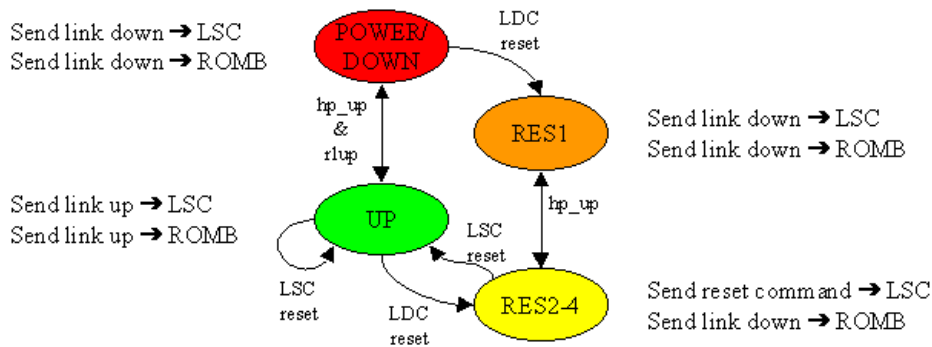 Send link down ➔ LSC
Send link down ➔ ROMB
POWER/
DOWN
LDC
reset
hp_up
&
rlup
RES1
Send link down ➔ LSC
Send link down ➔ ROMB
hp_up
Send link up ➔ LSC
Send link up ➔ ROMB
UP
LSC
reset
LSC
reset
LDC
reset
RES2-4
Send reset command ➔ LSC
Send link down ➔ ROMB